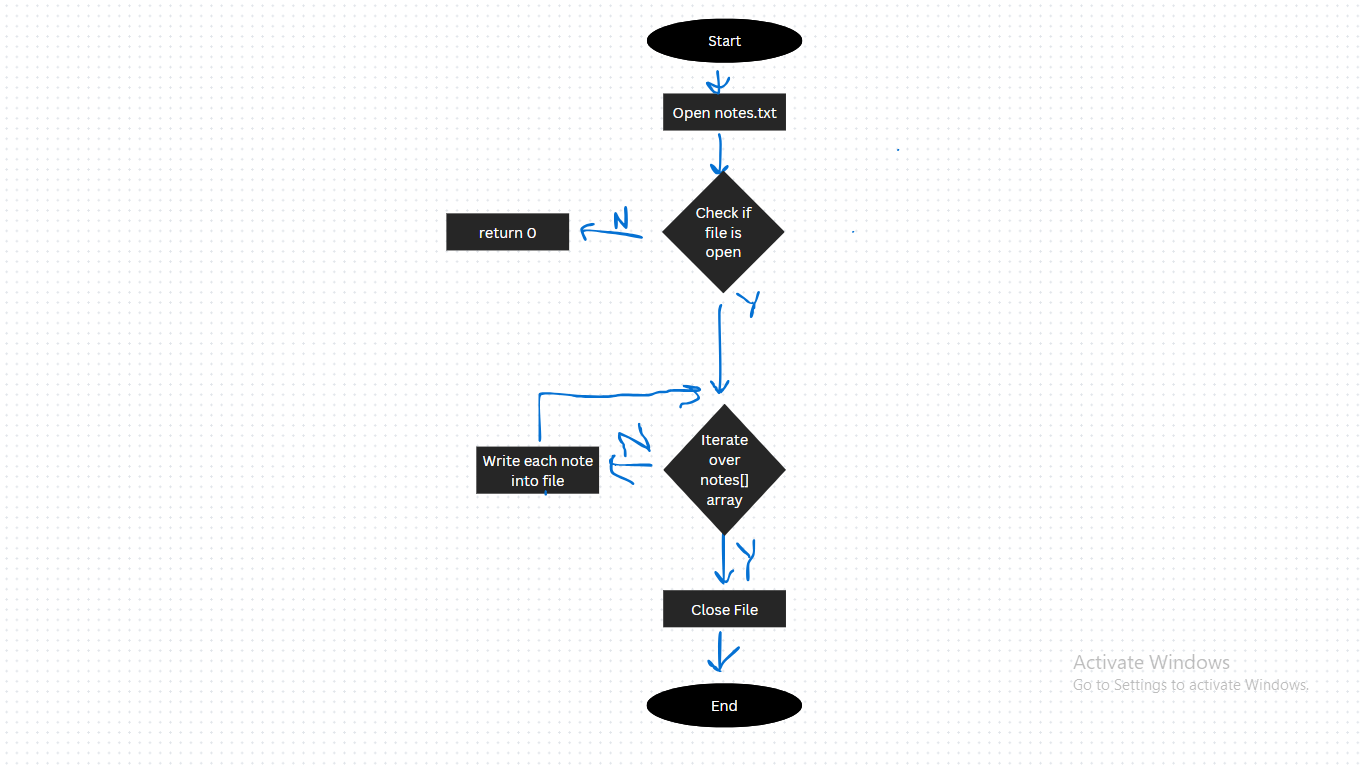 Start
Open notes.txt
Check if
file is
open
N
return 0
Y
Iterate
over
notes[]
array
N
Write each note
into file
Y
Close File
End
Activate Windows
Go to Settings to activate Windows.